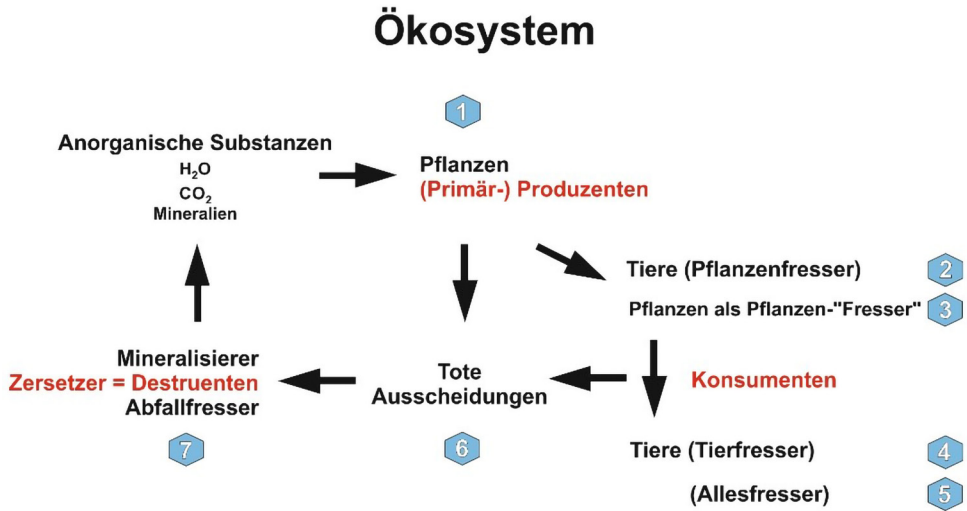 Ökosystem
1
Anorganische Substanzen
H₂O
CO₂
Mineralien
Pflanzen
(Primär-) Produzenten
Tiere (Pflanzenfresser)
2
Pflanzen als Pflanzen-"Fresser"
3
Mineralisierer
Zersetzer = Destruenten
Abfallfresser
7
Tote
Ausscheidungen
6
Konsumenten
Tiere (Tierfresser)
4
(Allesfresser)
5